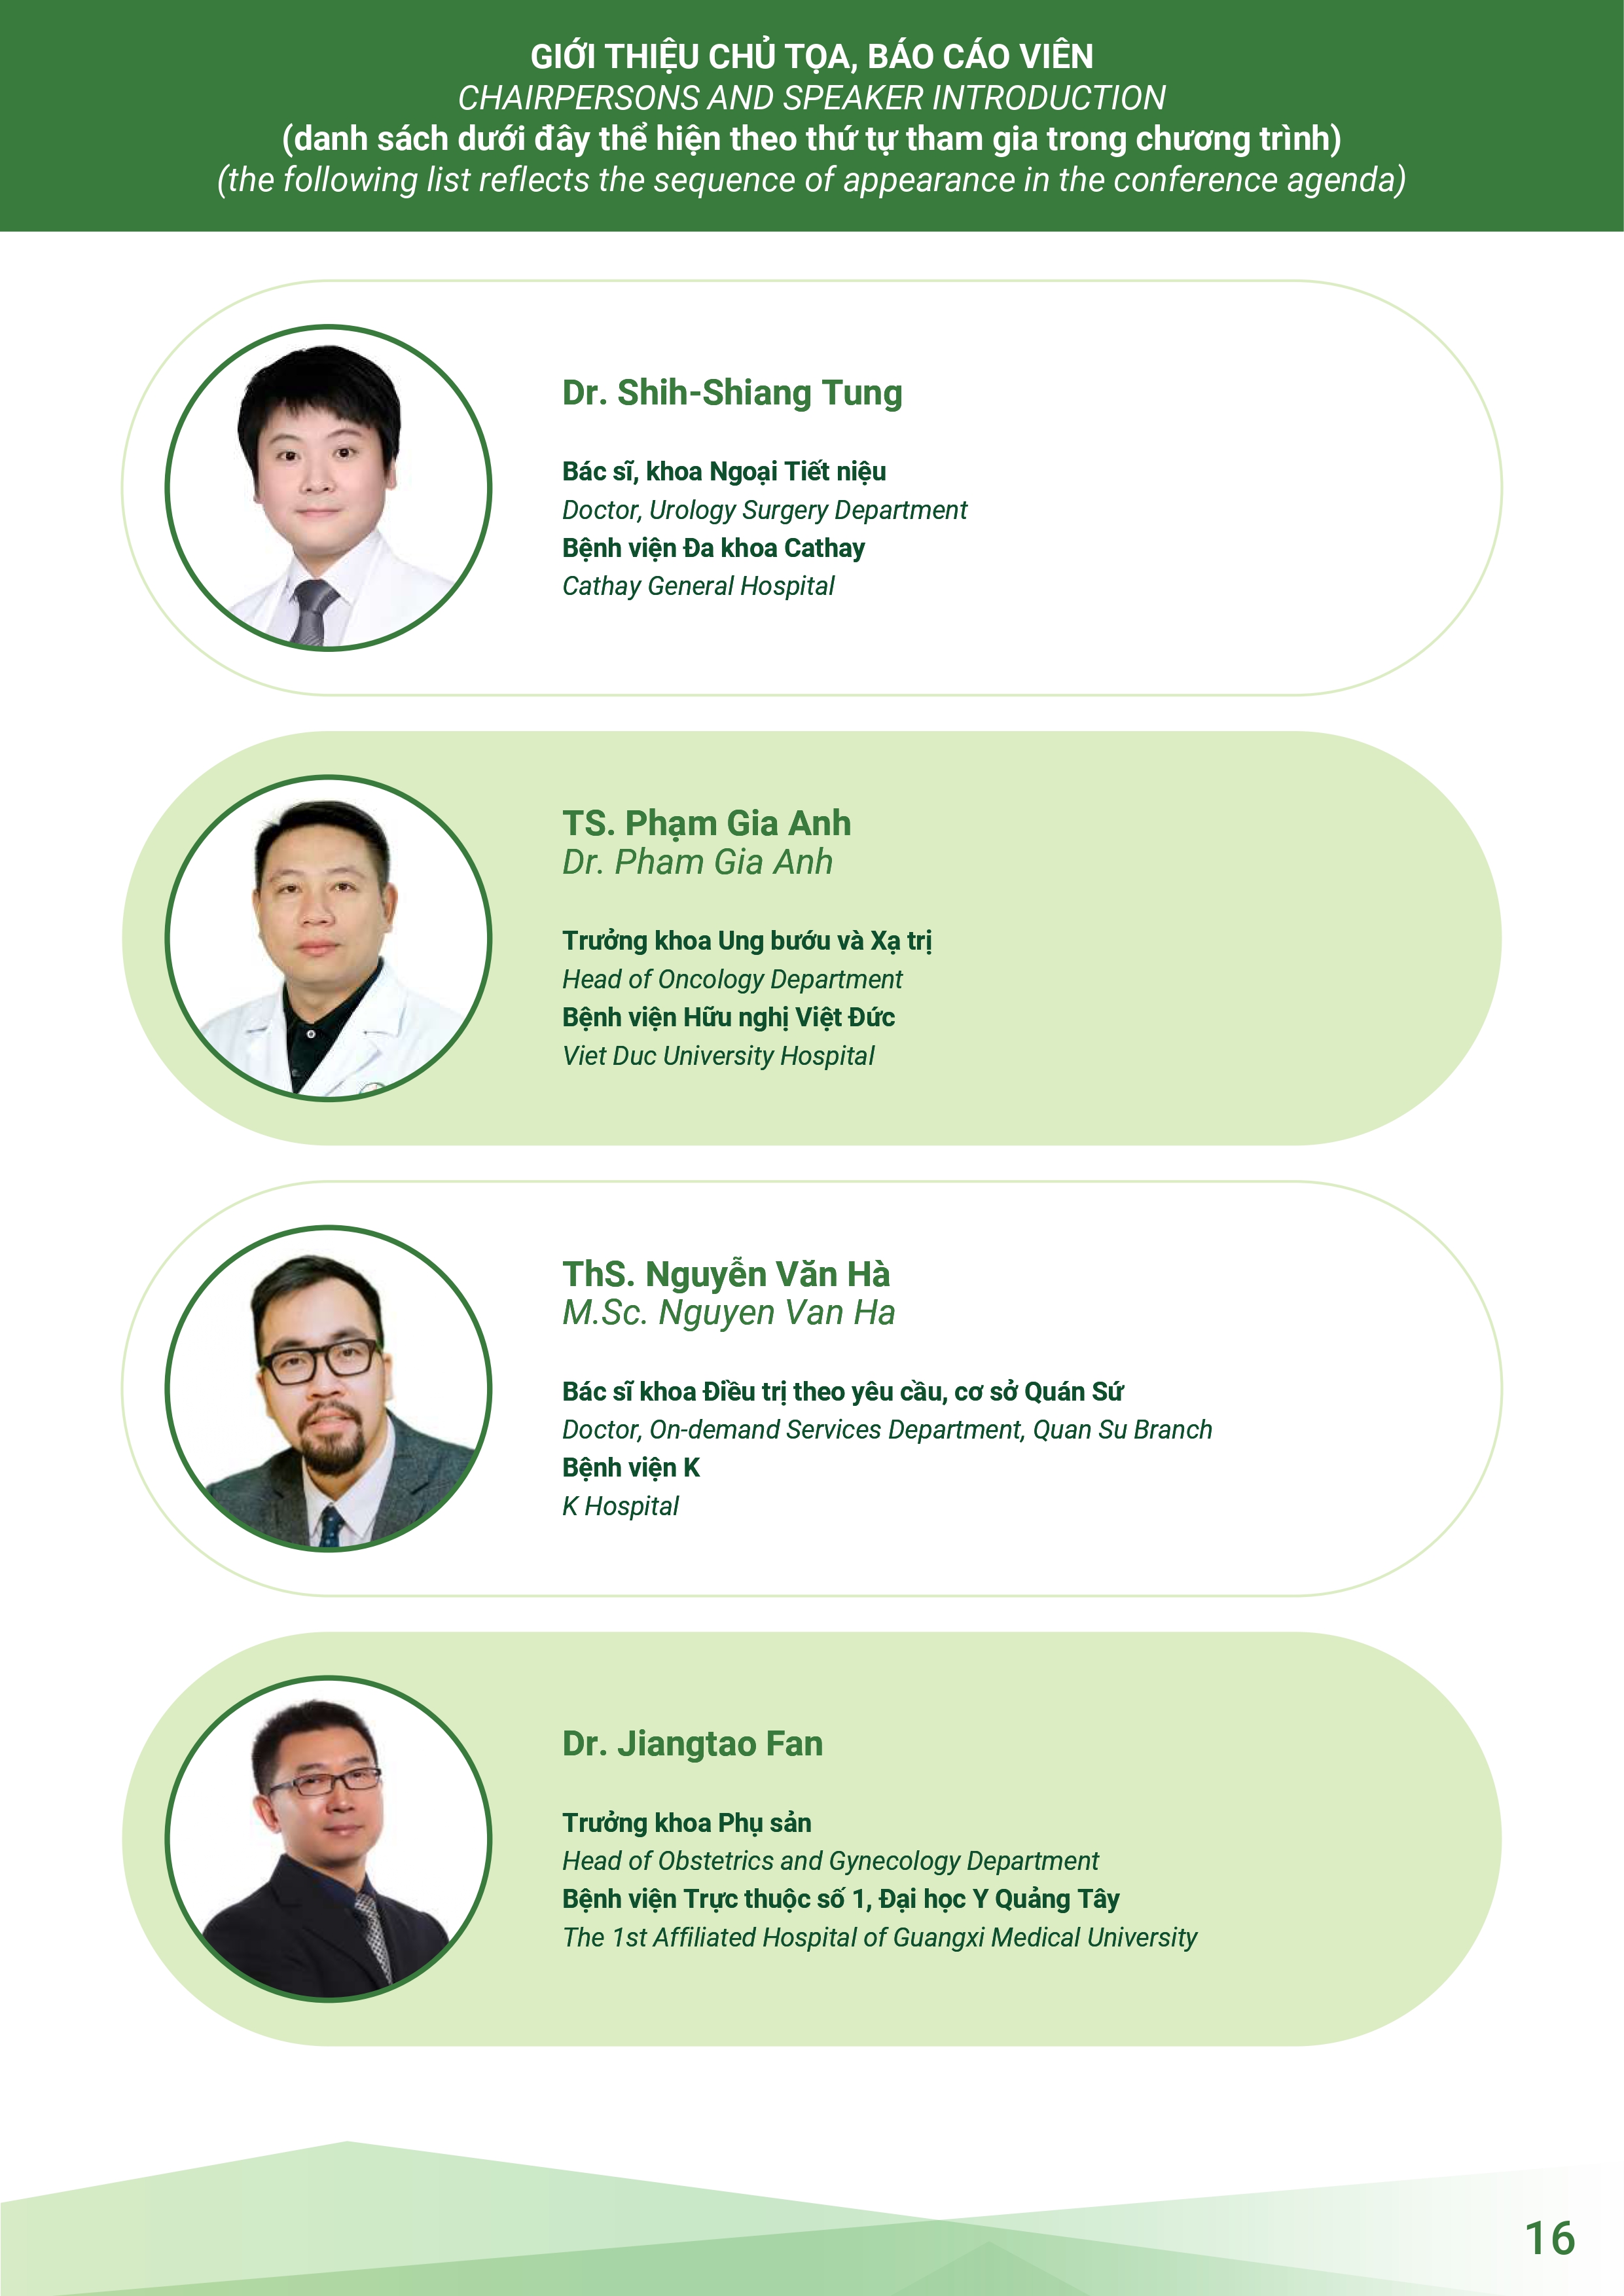 GIỚI THIỆU CHỦ TỌA, BÁO CÁO VIÊN
CHAIRPERSONS AND SPEAKER INTRODUCTION
(danh sách dưới đây thể hiện theo thứ tự tham gia trong chương trình)
(the following list reflects the sequence of appearance in the conference agenda)
Dr. Shih-Shiang Tung
Bác sĩ, khoa Ngoại Tiết niệu
Doctor, Urology Surgery Department
Bệnh viện Đa khoa Cathay
Cathay General Hospital
TS. Phạm Gia Anh
Dr. Pham Gia Anh
Trưởng khoa Ung bướu và Xạ trị
Head of Oncology Department
Bệnh viện Hữu nghị Việt Đức
Viet Duc University Hospital
ThS. Nguyễn Văn Hà
M.Sc. Nguyen Van Ha
Bác sĩ khoa Điều trị theo yêu cầu, cơ sở Quán Sứ
Doctor, On-demand Services Department, Quan Su Branch
Bệnh viện K
K Hospital
Dr. Jiangtao Fan
Trưởng khoa Phụ sản
Head of Obstetrics and Gynecology Department
Bệnh viện Trực thuộc số 1, Đại học Y Quảng Tây
The 1st Affiliated Hospital of Guangxi Medical University
16